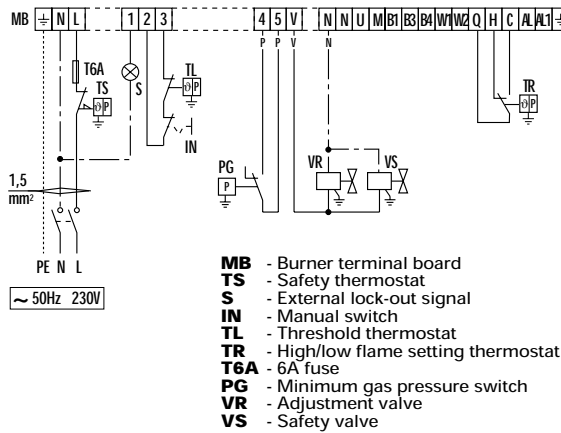 MB ⏚ N L 1 2 3 4 5 V N N U M B1 B3 B4 W1 W2 Q H C AL AL1 ⏚
P P V N
T6A
TS
ϑ P
S
TL
ϑ P
IN
TR
ϑ P
PG
P
VR VS
1,5
mm²
PE N L
~ 50Hz 230V
MB - Burner terminal board
TS - Safety thermostat
S - External lock-out signal
IN - Manual switch
TL - Threshold thermostat
TR - High/low flame setting thermostat
T6A - 6A fuse
PG - Minimum gas pressure switch
VR - Adjustment valve
VS - Safety valve